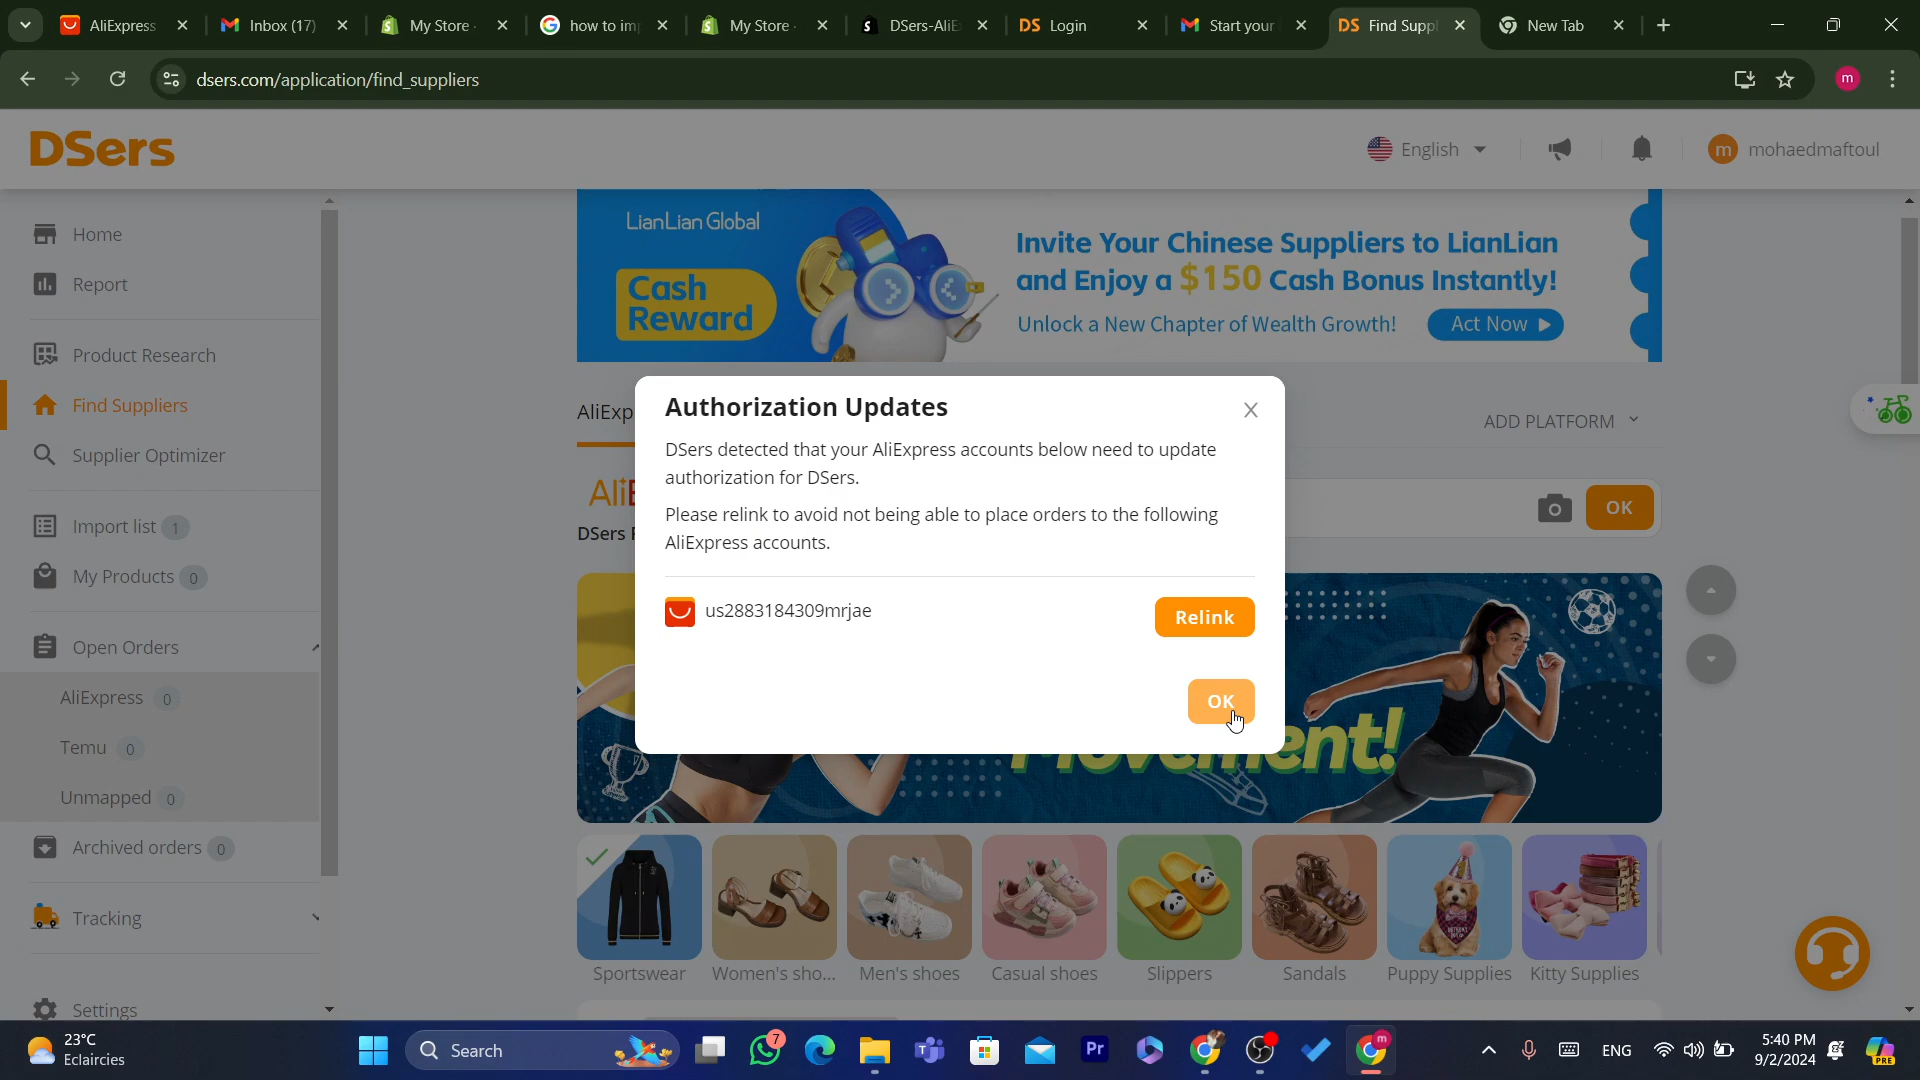 AliExpress
Inbox (17)
My Store -
how to im
My Store -
DSers-AliE
Login
Start your
Find Suppl
New Tab
dsers.com/application/find_suppliers
m
DSers
English
m mohaedmaftoul
Home
Report
Product Research
Find Suppliers
Supplier Optimizer
Import list 1
My Products 0
Open Orders
AliExpress 0
Temu 0
Unmapped 0
Archived orders 0
Tracking
Settings
LianLian Global
Cash
Reward
Invite Your Chinese Suppliers to LianLian
and Enjoy a $150 Cash Bonus Instantly!
Unlock a New Chapter of Wealth Growth!
Act Now
AliExp
ADD PLATFORM
AliE
DSers
OK
Authorization Updates
DSers detected that your AliExpress accounts below need to update
authorization for DSers.
Please relink to avoid not being able to place orders to the following
AliExpress accounts.
us2883184309mrjae
Relink
OK
Movement!
Sportswear
Women's sho...
Men's shoes
Casual shoes
Slippers
Sandals
Puppy Supplies
Kitty Supplies
23°C
Eclaircies
Search
7
Pr
m
ENG
5:40 PM
9/2/2024
PRE